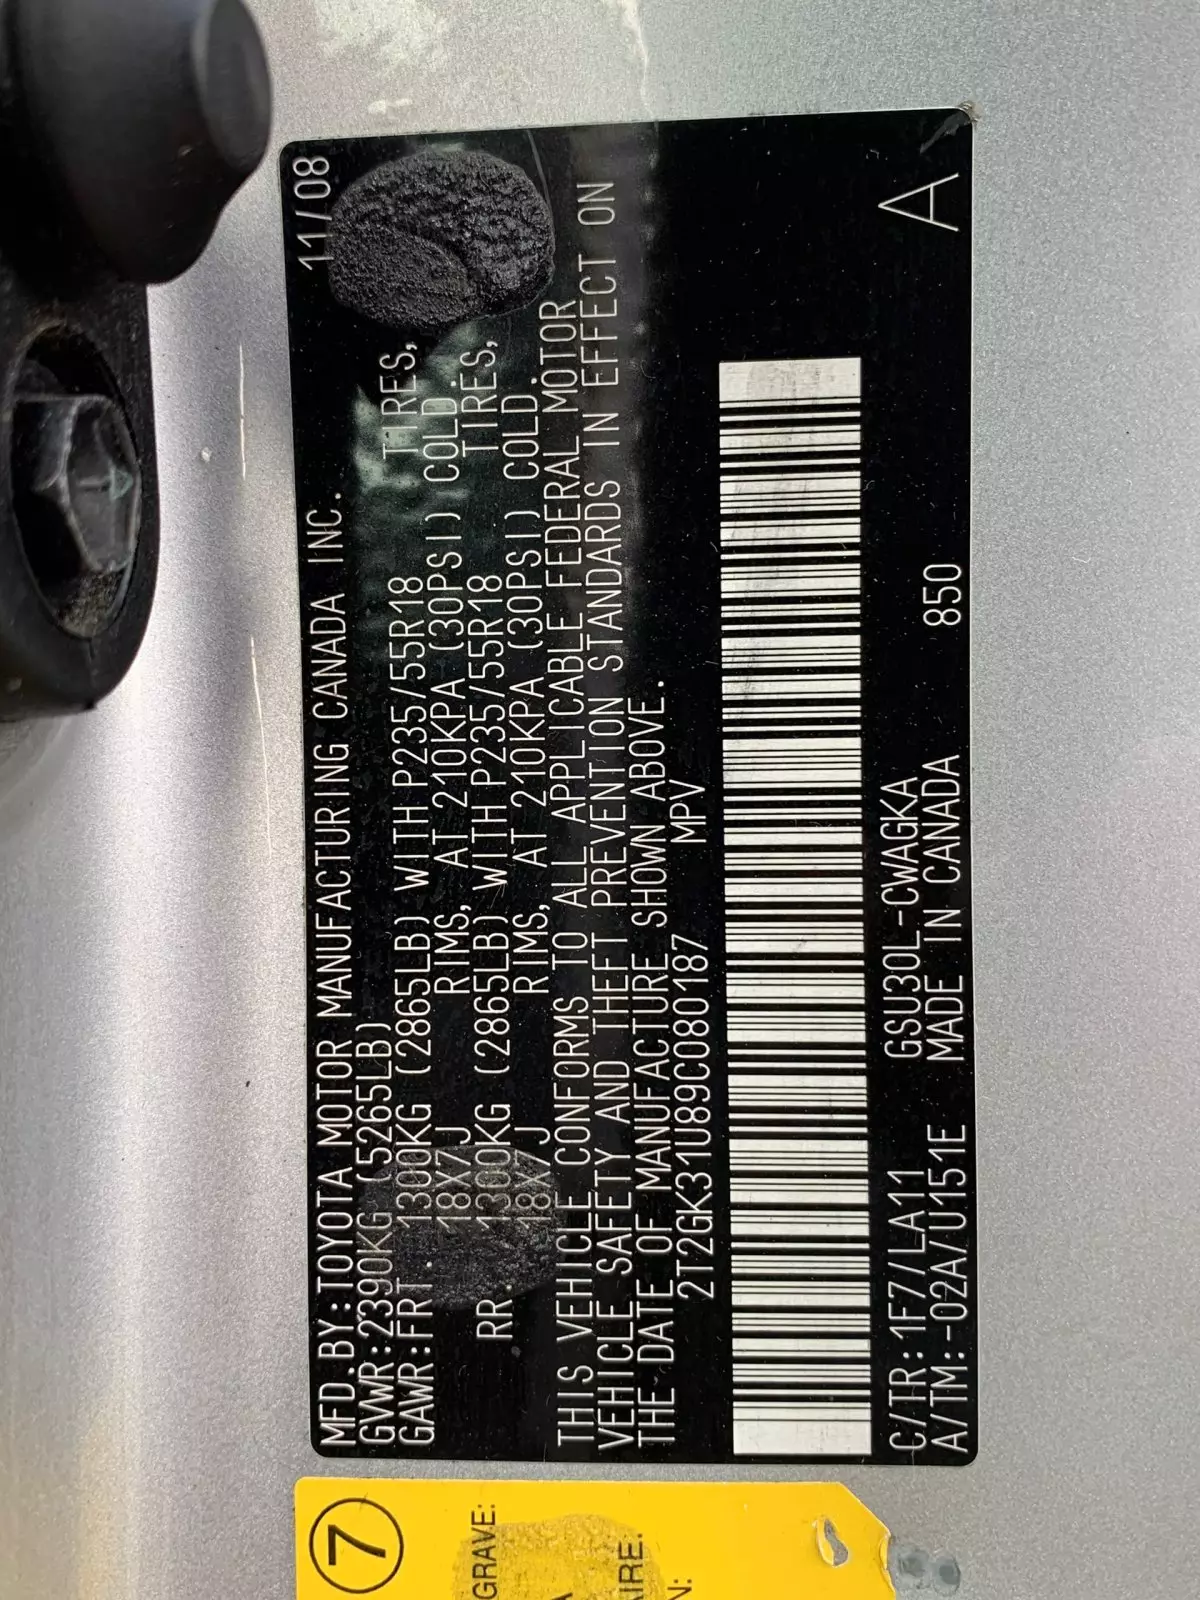 MFD.BY:TOYOTA MOTOR MANUFACTURING CANADA INC. 11/08
GVWR:2390KG (5265LB)
GAWR:FRT. 1300KG (2865LB) WITH P235/55R18 TIRES,
18X7J RIMS, AT 210KPA (30PSI) COLD.
RR. 1300KG (2865LB) WITH P235/55R18 TIRES,
18X7J RIMS, AT 210KPA (30PSI) COLD.
THIS VEHICLE CONFORMS TO ALL APPLICABLE FEDERAL MOTOR
VEHICLE SAFETY AND THEFT PREVENTION STANDARDS IN EFFECT ON
THE DATE OF MANUFACTURE SHOWN ABOVE.
2T2GK31U89C080187 MPV
C/TR:1F7/LA11 GSU30L-CWAGKA 850
A/TM:-02A/U151E MADE IN CANADA A
7
GRAVE: